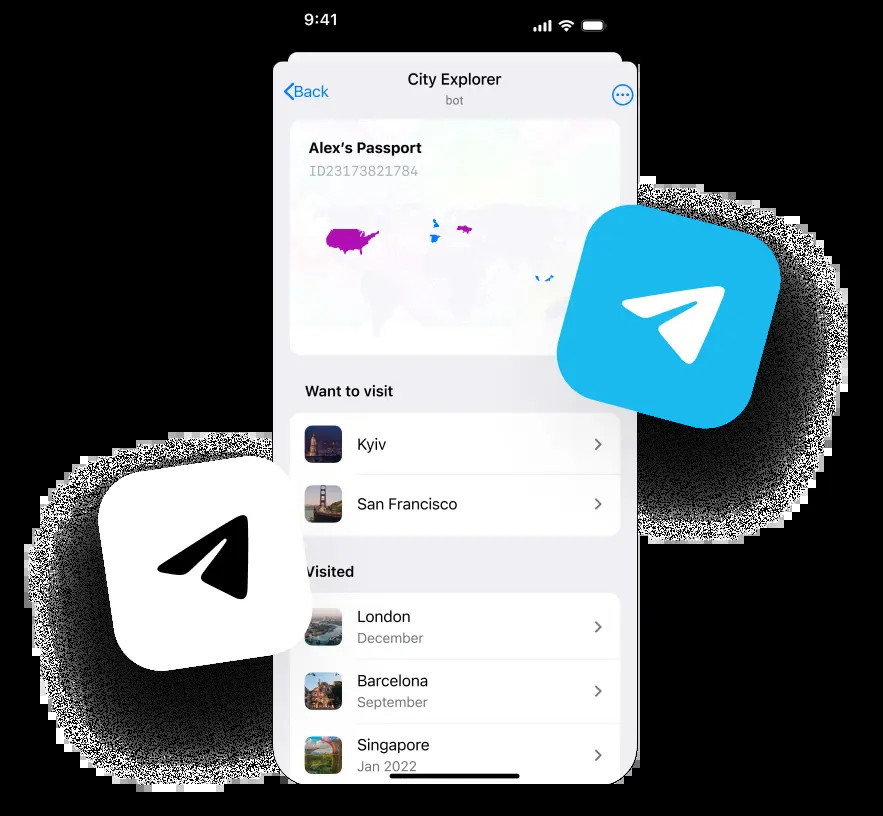 9:41
Back
City Explorer
bot
Alex’s Passport
ID23173821784
Want to visit
Kyiv
San Francisco
Visited
London
December
Barcelona
September
Singapore
Jan 2022